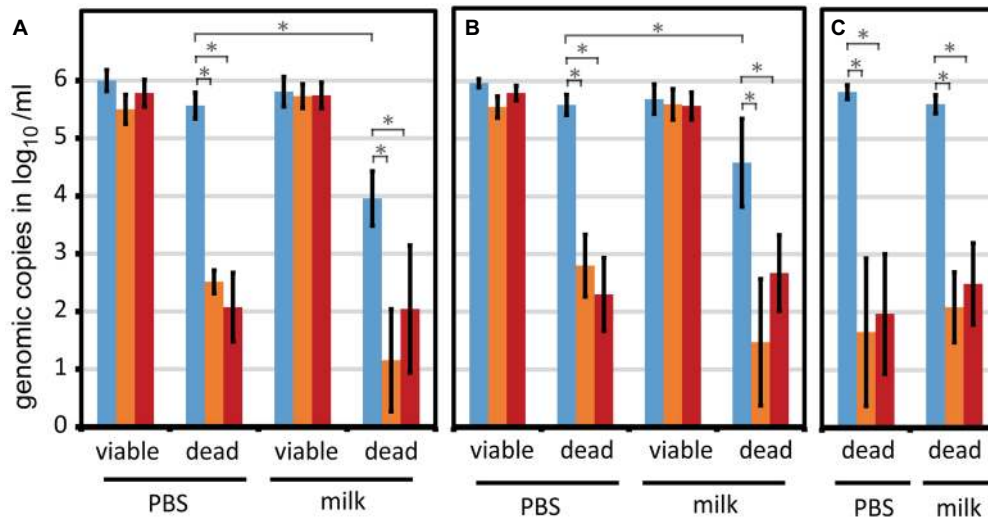 A
B
C
genomic copies in log10/ml
6
5
4
3
2
1
0
* * * * * *
* * * * * *
* * * *
viable dead viable dead
viable dead viable dead
dead dead
PBS milk
PBS milk
PBS milk